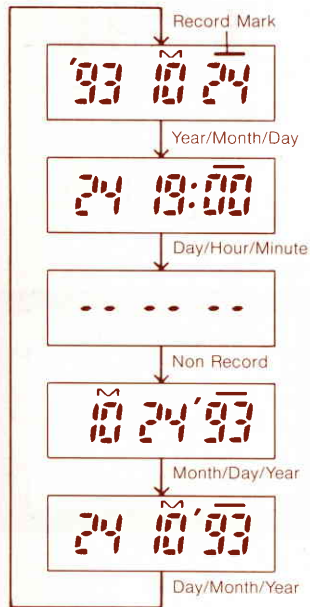 Record Mark
'93 10 24
Year/Month/Day
24 19:00
Day/Hour/Minute
-- -- --
Non Record
10 24 '93
Month/Day/Year
24 10 '93
Day/Month/Year